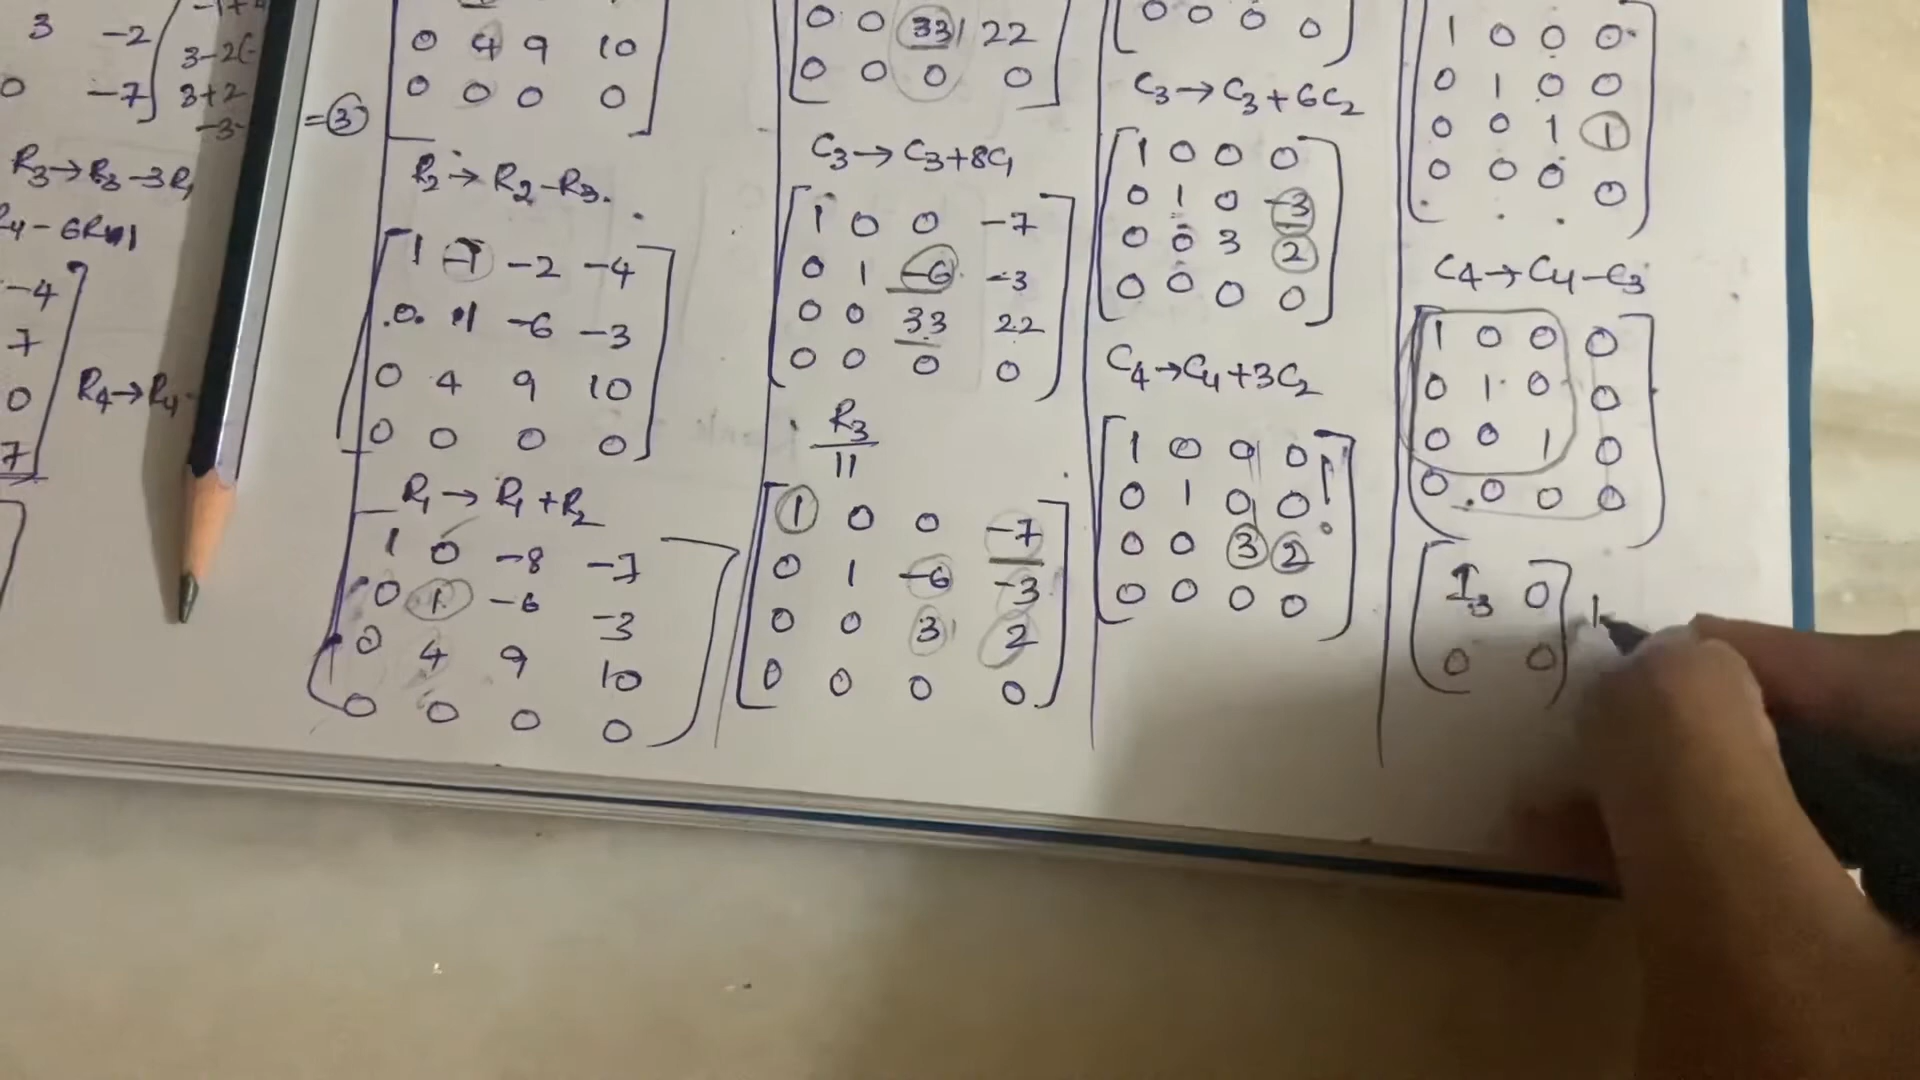 3 -2
-1+4
3-2(-
0 -7
3+2
-3-
R3→R3-3R1
R4-6R1
-4
7
0
7
R4→R4-
=3
0 4 9 10
0 0 0 0
R2→R2-R3.
1 -1 -2 -4
0 1 -6 -3
0 4 9 10
0 0 0 0
R1→R1+R2
1 0 -8 -7
0 1 -6 -3
0 4 9 10
0 0 0 0
0 0 33 22
0 0 0 0
C3→C3+8C1
1 0 0 -7
0 1 -6 -3
0 0 33 22
0 0 0 0
R3
11
1 0 0 -7
0 1 -6 -3
0 0 3 2
0 0 0 0
0 0 0 0
C3→C3+6C2
1 0 0 0
0 1 0 -3
0 0 3 2
0 0 0 0
C4→C4+3C2
1 0 0 0
0 1 0 0
0 0 3 2
0 0 0 0
1 0 0 0
0 1 0 0
0 0 1 1
0 0 0 0
C4→C4-C3
1 0 0 0
0 1 0 0
0 0 1 0
0 0 0 0
I3 0
0 0